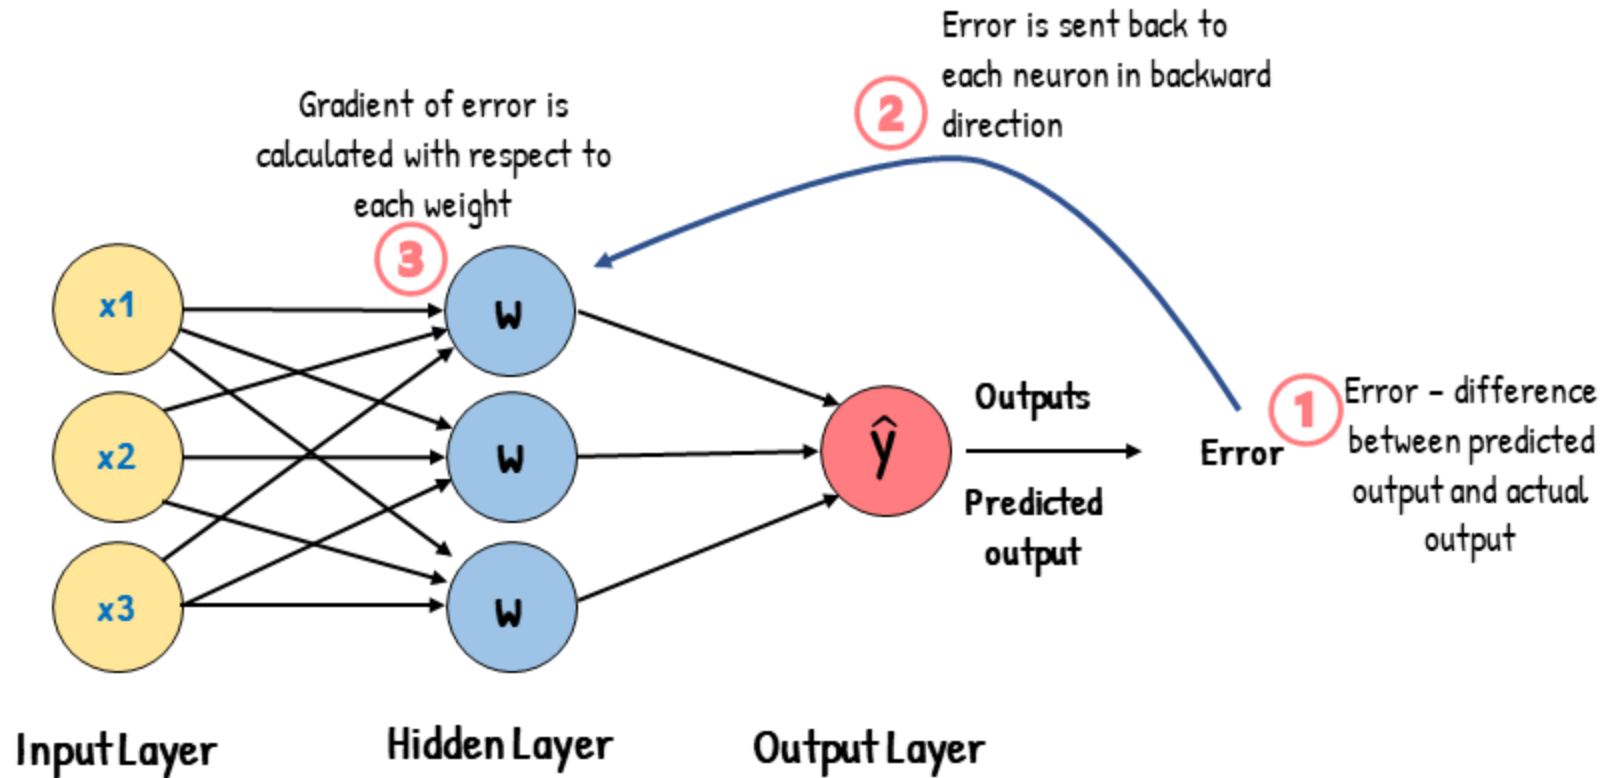 Error is sent back to
each neuron in backward
direction
2
Gradient of error is
calculated with respect to
each weight
3
x1
w
x2
w
x3
w
ŷ
Outputs
Predicted
output
Error
1
Error – difference
between predicted
output and actual
output
Input Layer
Hidden Layer
Output Layer